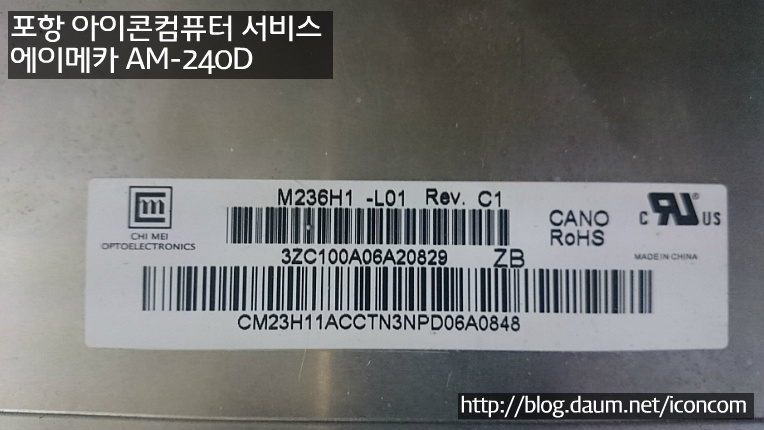 포항 아이콘컴퓨터 서비스
에이메카 AM-240D
M236H1 -L01 Rev. C1
CHI MEI
OPTOELECTRONICS
CANO
RoHS
C UR US
MADE IN CHINA
3ZC100A06A20829 ZB
CM23H11ACCTN3NPD06A0848
http://blog.daum.net/iconcom